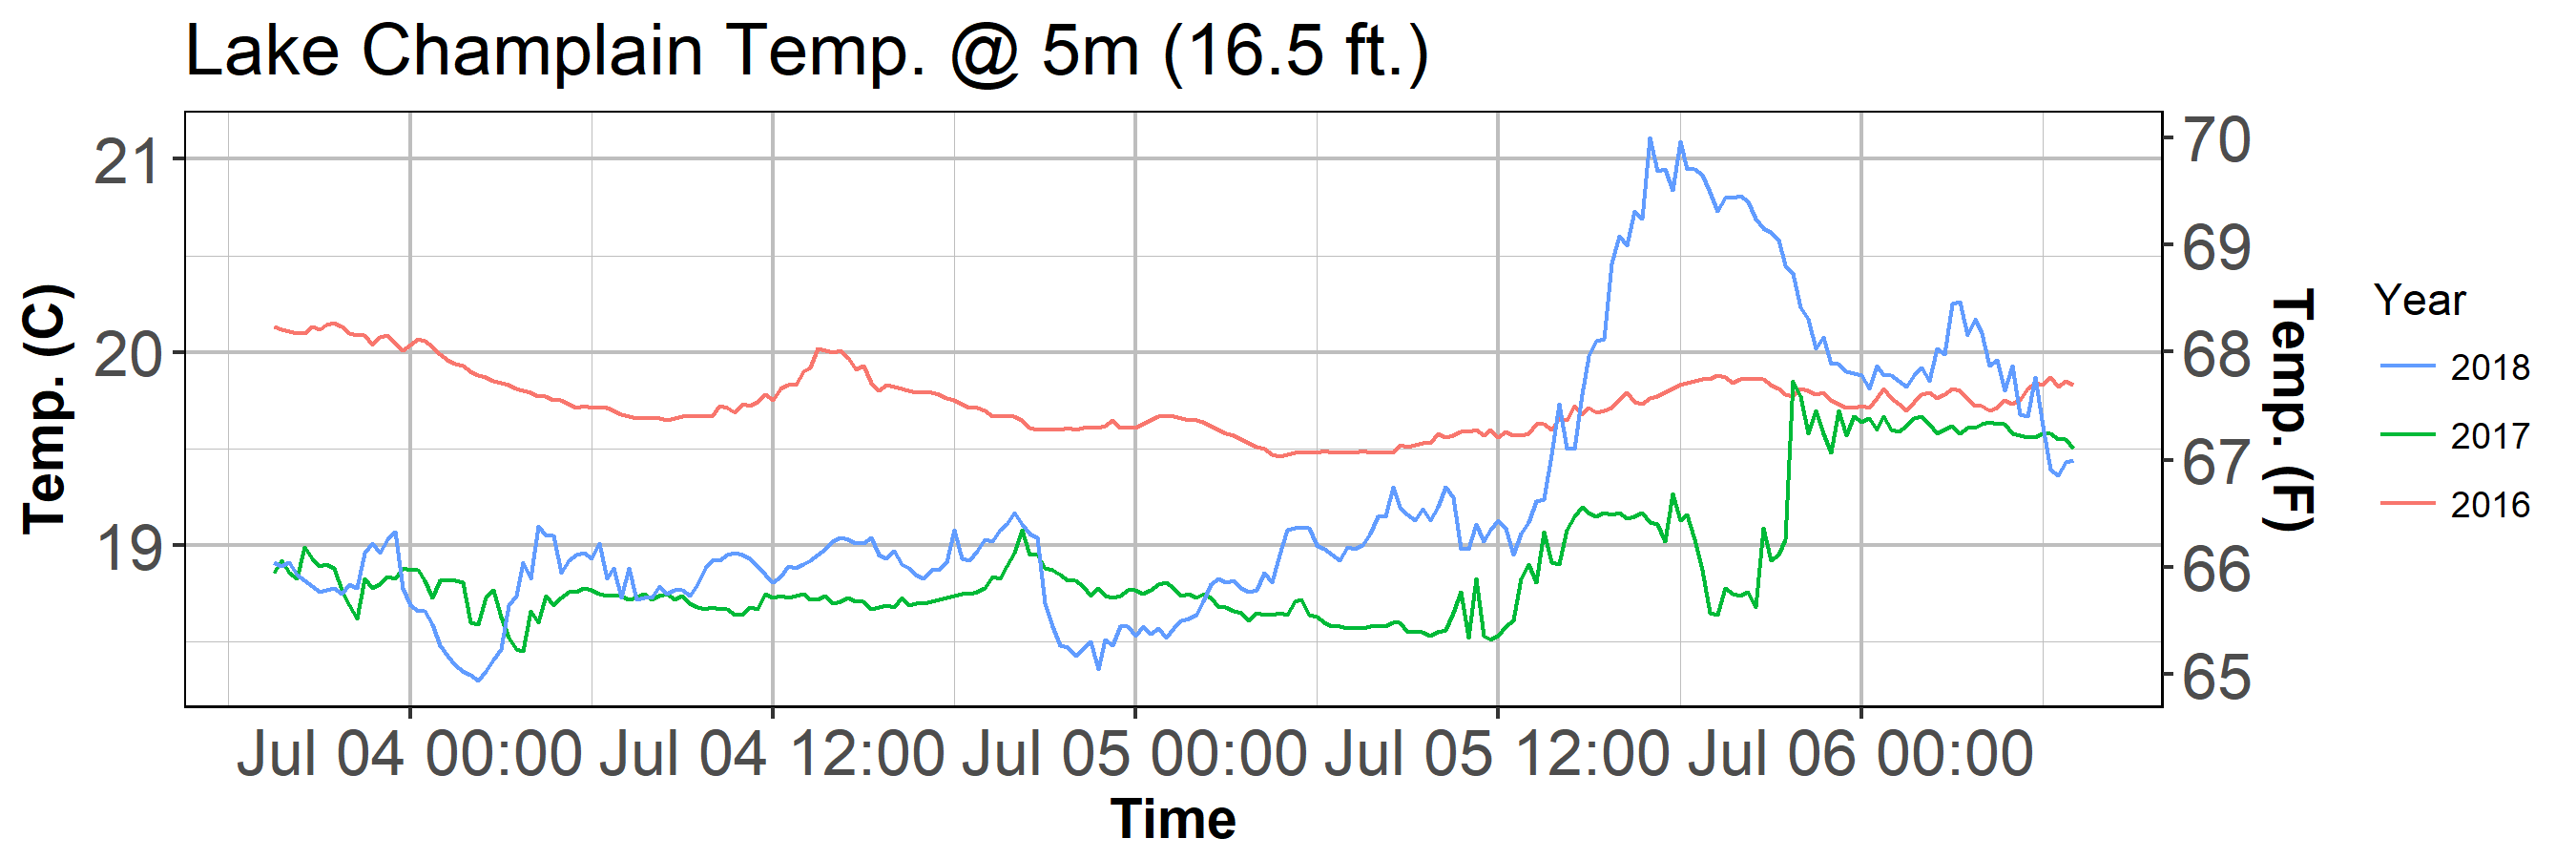 Lake Champlain Temp. @ 5m (16.5 ft.)
21
20
19
Temp. (C)
70
69
68
67
66
65
Temp. (F)
Jul 04 00:00 Jul 04 12:00 Jul 05 00:00 Jul 05 12:00 Jul 06 00:00
Time
Year
2018
2017
2016